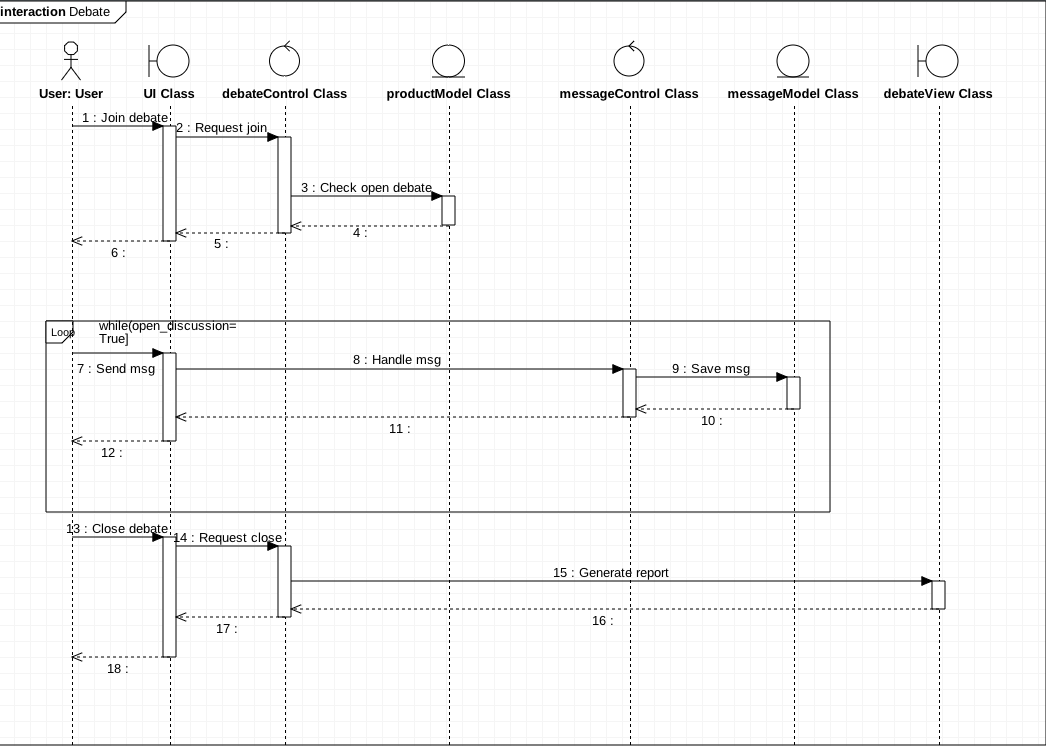 interaction Debate
User: User
UI Class
debateControl Class
productModel Class
messageControl Class
messageModel Class
debateView Class
1 : Join debate
2 : Request join
3 : Check open debate
4 :
5 :
6 :
Loop
while(open_discussion=
True]
7 : Send msg
8 : Handle msg
9 : Save msg
10 :
11 :
12 :
13 : Close debate
14 : Request close
15 : Generate report
16 :
17 :
18 :